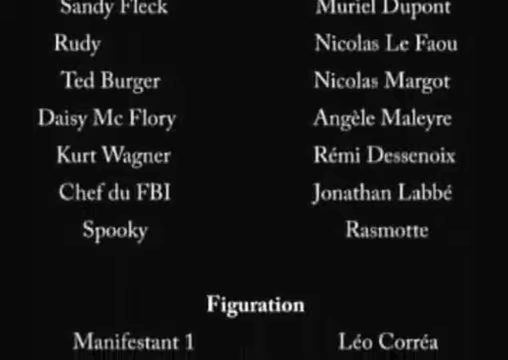 Sandy Fleck Muriel Dupont
Rudy Nicolas Le Faou
Ted Burger Nicolas Margot
Daisy Mc Flory Angèle Maleyre
Kurt Wagner Rémi Dessenoix
Chef du FBI Jonathan Labbé
Spooky Rasmotte
Figuration
Manifestant 1 Léo Corréa